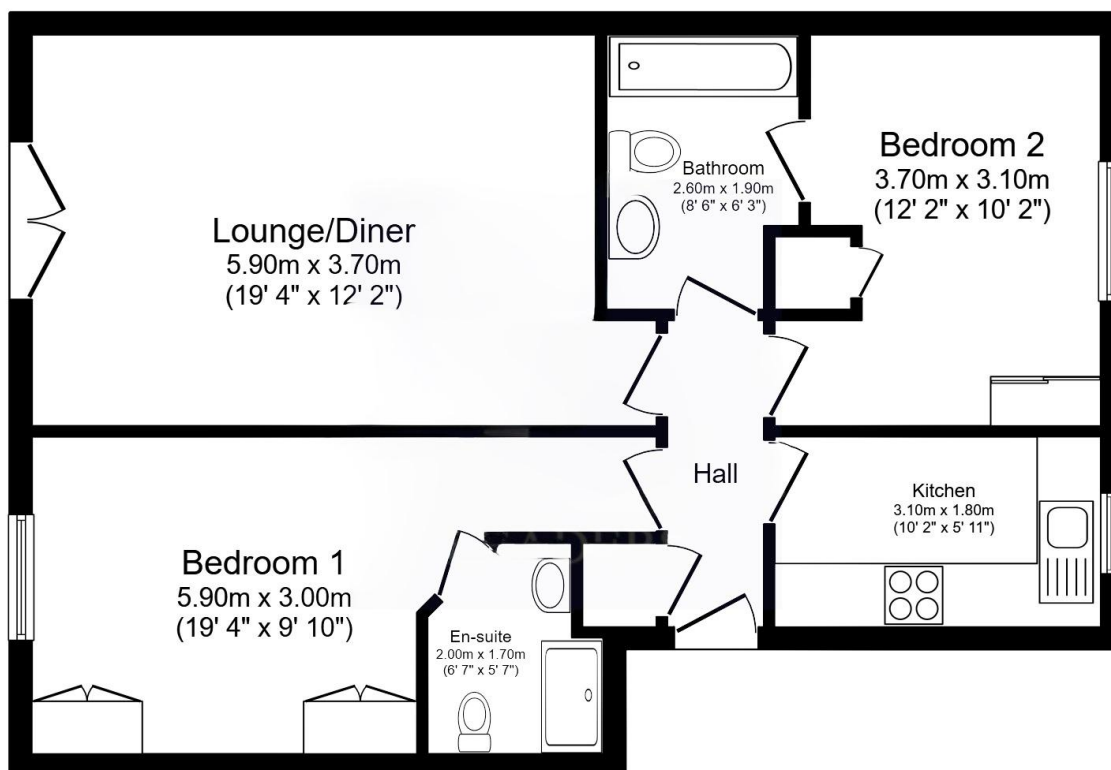 Lounge/Diner
5.90m x 3.70m
(19' 4" x 12' 2")
Bathroom
2.60m x 1.90m
(8' 6" x 6' 3")
Bedroom 2
3.70m x 3.10m
(12' 2" x 10' 2")
Hall
Kitchen
3.10m x 1.80m
(10' 2" x 5' 11")
Bedroom 1
5.90m x 3.00m
(19' 4" x 9' 10")
En-suite
2.00m x 1.70m
(6' 7" x 5' 7")